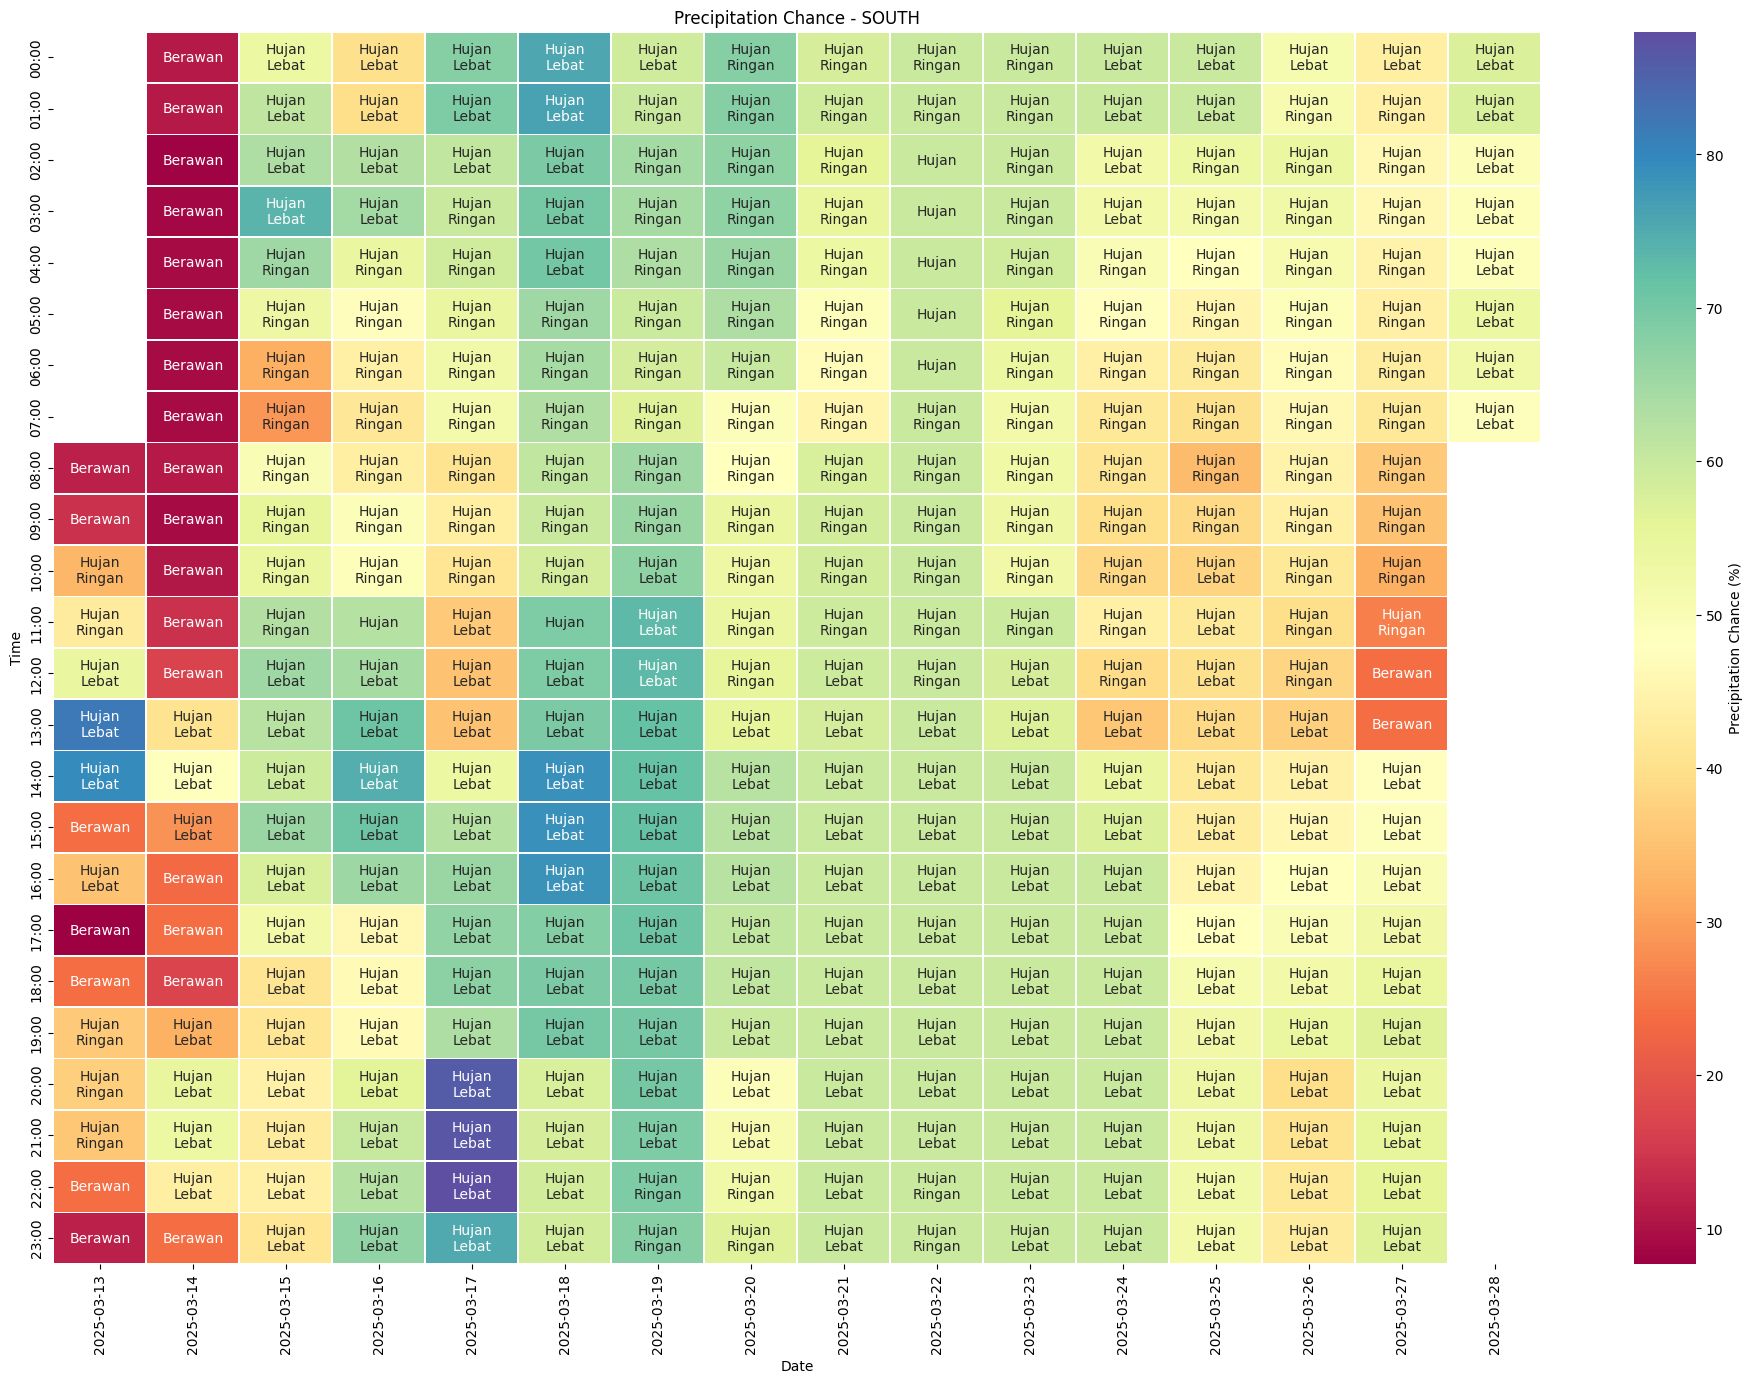 Precipitation Chance - SOUTH
00:00 Berawan Hujan Lebat Hujan Lebat Hujan Lebat Hujan Lebat Hujan Lebat Hujan Ringan Hujan Ringan Hujan Ringan Hujan Ringan Hujan Lebat Hujan Lebat Hujan Lebat Hujan Lebat Hujan Lebat
01:00 Berawan Hujan Lebat Hujan Lebat Hujan Lebat Hujan Lebat Hujan Ringan Hujan Ringan Hujan Ringan Hujan Ringan Hujan Ringan Hujan Lebat Hujan Lebat Hujan Ringan Hujan Ringan Hujan Lebat
02:00 Berawan Hujan Lebat Hujan Lebat Hujan Lebat Hujan Lebat Hujan Ringan Hujan Ringan Hujan Ringan Hujan Hujan Ringan Hujan Lebat Hujan Ringan Hujan Ringan Hujan Ringan Hujan Lebat
03:00 Berawan Hujan Lebat Hujan Lebat Hujan Ringan Hujan Lebat Hujan Ringan Hujan Ringan Hujan Ringan Hujan Hujan Ringan Hujan Lebat Hujan Ringan Hujan Ringan Hujan Ringan Hujan Lebat
04:00 Berawan Hujan Ringan Hujan Ringan Hujan Ringan Hujan Lebat Hujan Ringan Hujan Ringan Hujan Ringan Hujan Hujan Ringan Hujan Ringan Hujan Ringan Hujan Ringan Hujan Ringan Hujan Lebat
05:00 Berawan Hujan Ringan Hujan Ringan Hujan Ringan Hujan Ringan Hujan Ringan Hujan Ringan Hujan Ringan Hujan Hujan Ringan Hujan Ringan Hujan Ringan Hujan Ringan Hujan Ringan Hujan Lebat
06:00 Berawan Hujan Ringan Hujan Ringan Hujan Ringan Hujan Ringan Hujan Ringan Hujan Ringan Hujan Ringan Hujan Hujan Ringan Hujan Ringan Hujan Ringan Hujan Ringan Hujan Ringan Hujan Lebat
07:00 Berawan Hujan Ringan Hujan Ringan Hujan Ringan Hujan Ringan Hujan Ringan Hujan Ringan Hujan Ringan Hujan Ringan Hujan Ringan Hujan Ringan Hujan Ringan Hujan Ringan Hujan Ringan Hujan Lebat
08:00 Berawan Berawan Hujan Ringan Hujan Ringan Hujan Ringan Hujan Ringan Hujan Ringan Hujan Ringan Hujan Ringan Hujan Ringan Hujan Ringan Hujan Ringan Hujan Ringan Hujan Ringan Hujan Ringan
09:00 Berawan Berawan Hujan Ringan Hujan Ringan Hujan Ringan Hujan Ringan Hujan Ringan Hujan Ringan Hujan Ringan Hujan Ringan Hujan Ringan Hujan Ringan Hujan Ringan Hujan Ringan Hujan Ringan
10:00 Hujan Ringan Berawan Hujan Ringan Hujan Ringan Hujan Ringan Hujan Ringan Hujan Lebat Hujan Ringan Hujan Ringan Hujan Ringan Hujan Ringan Hujan Ringan Hujan Lebat Hujan Ringan Hujan Ringan
11:00 Hujan Ringan Berawan Hujan Ringan Hujan Hujan Lebat Hujan Hujan Lebat Hujan Ringan Hujan Ringan Hujan Ringan Hujan Ringan Hujan Ringan Hujan Lebat Hujan Ringan Hujan Ringan
12:00 Hujan Lebat Berawan Hujan Lebat Hujan Lebat Hujan Lebat Hujan Lebat Hujan Lebat Hujan Ringan Hujan Lebat Hujan Ringan Hujan Lebat Hujan Ringan Hujan Lebat Hujan Ringan Berawan
13:00 Hujan Lebat Hujan Lebat Hujan Lebat Hujan Lebat Hujan Lebat Hujan Lebat Hujan Lebat Hujan Lebat Hujan Lebat Hujan Lebat Hujan Lebat Hujan Lebat Hujan Lebat Hujan Lebat Berawan
14:00 Hujan Lebat Hujan Lebat Hujan Lebat Hujan Lebat Hujan Lebat Hujan Lebat Hujan Lebat Hujan Lebat Hujan Lebat Hujan Lebat Hujan Lebat Hujan Lebat Hujan Lebat Hujan Lebat Hujan Lebat
15:00 Berawan Hujan Lebat Hujan Lebat Hujan Lebat Hujan Lebat Hujan Lebat Hujan Lebat Hujan Lebat Hujan Lebat Hujan Lebat Hujan Lebat Hujan Lebat Hujan Lebat Hujan Lebat Hujan Lebat
16:00 Hujan Lebat Berawan Hujan Lebat Hujan Lebat Hujan Lebat Hujan Lebat Hujan Lebat Hujan Lebat Hujan Lebat Hujan Lebat Hujan Lebat Hujan Lebat Hujan Lebat Hujan Lebat Hujan Lebat
17:00 Berawan Berawan Hujan Lebat Hujan Lebat Hujan Lebat Hujan Lebat Hujan Lebat Hujan Lebat Hujan Lebat Hujan Lebat Hujan Lebat Hujan Lebat Hujan Lebat Hujan Lebat Hujan Lebat
18:00 Berawan Berawan Hujan Lebat Hujan Lebat Hujan Lebat Hujan Lebat Hujan Lebat Hujan Lebat Hujan Lebat Hujan Lebat Hujan Lebat Hujan Lebat Hujan Lebat Hujan Lebat Hujan Lebat
19:00 Hujan Ringan Hujan Lebat Hujan Lebat Hujan Lebat Hujan Lebat Hujan Lebat Hujan Lebat Hujan Lebat Hujan Lebat Hujan Lebat Hujan Lebat Hujan Lebat Hujan Lebat Hujan Lebat Hujan Lebat
20:00 Hujan Ringan Hujan Lebat Hujan Lebat Hujan Lebat Hujan Lebat Hujan Lebat Hujan Lebat Hujan Lebat Hujan Lebat Hujan Lebat Hujan Lebat Hujan Lebat Hujan Lebat Hujan Lebat Hujan Lebat
21:00 Hujan Ringan Hujan Lebat Hujan Lebat Hujan Lebat Hujan Lebat Hujan Lebat Hujan Lebat Hujan Lebat Hujan Lebat Hujan Lebat Hujan Lebat Hujan Lebat Hujan Lebat Hujan Lebat Hujan Lebat
22:00 Berawan Hujan Lebat Hujan Lebat Hujan Lebat Hujan Lebat Hujan Lebat Hujan Ringan Hujan Ringan Hujan Lebat Hujan Ringan Hujan Lebat Hujan Lebat Hujan Lebat Hujan Lebat Hujan Lebat
23:00 Berawan Berawan Hujan Lebat Hujan Lebat Hujan Lebat Hujan Lebat Hujan Ringan Hujan Ringan Hujan Lebat Hujan Ringan Hujan Lebat Hujan Lebat Hujan Lebat Hujan Lebat Hujan Lebat
Time
2025-03-13 2025-03-14 2025-03-15 2025-03-16 2025-03-17 2025-03-18 2025-03-19 2025-03-20 2025-03-21 2025-03-22 2025-03-23 2025-03-24 2025-03-25 2025-03-26 2025-03-27 2025-03-28
Date
80
70
60
50
40
30
20
10
Precipitation Chance (%)